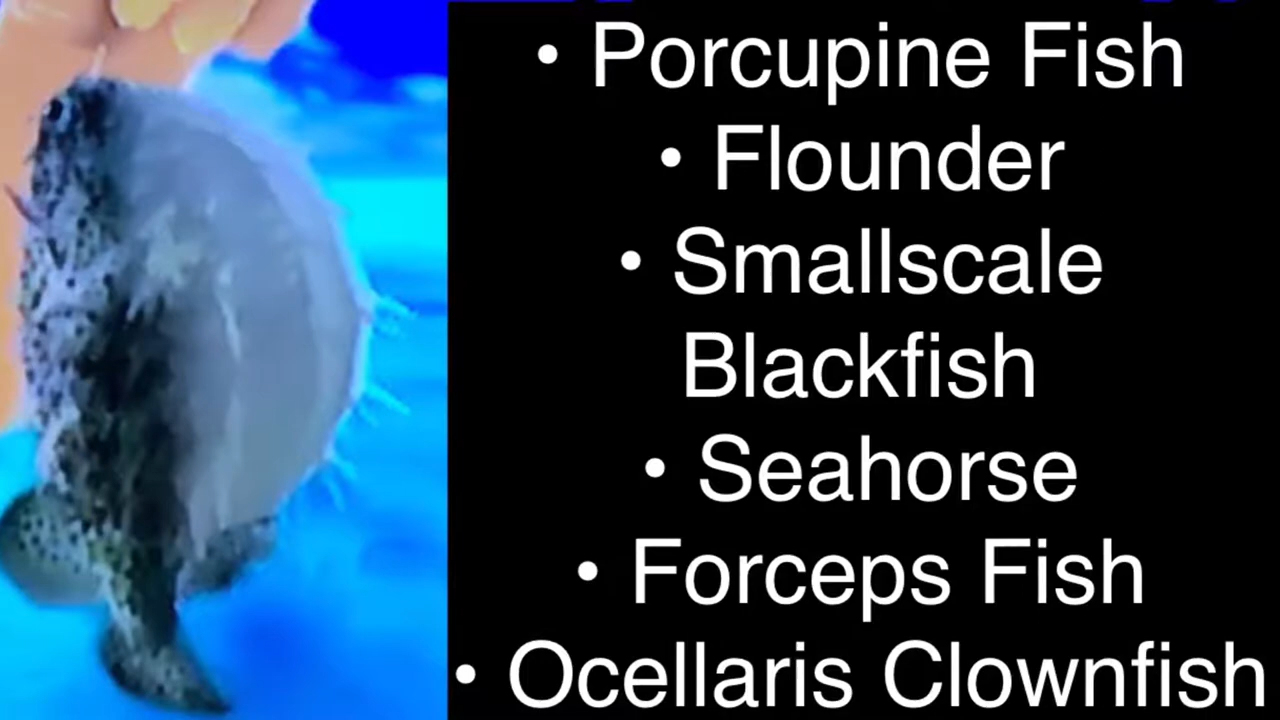 • Porcupine Fish
• Flounder
• Smallscale
Blackfish
• Seahorse
• Forceps Fish
• Ocellaris Clownfish